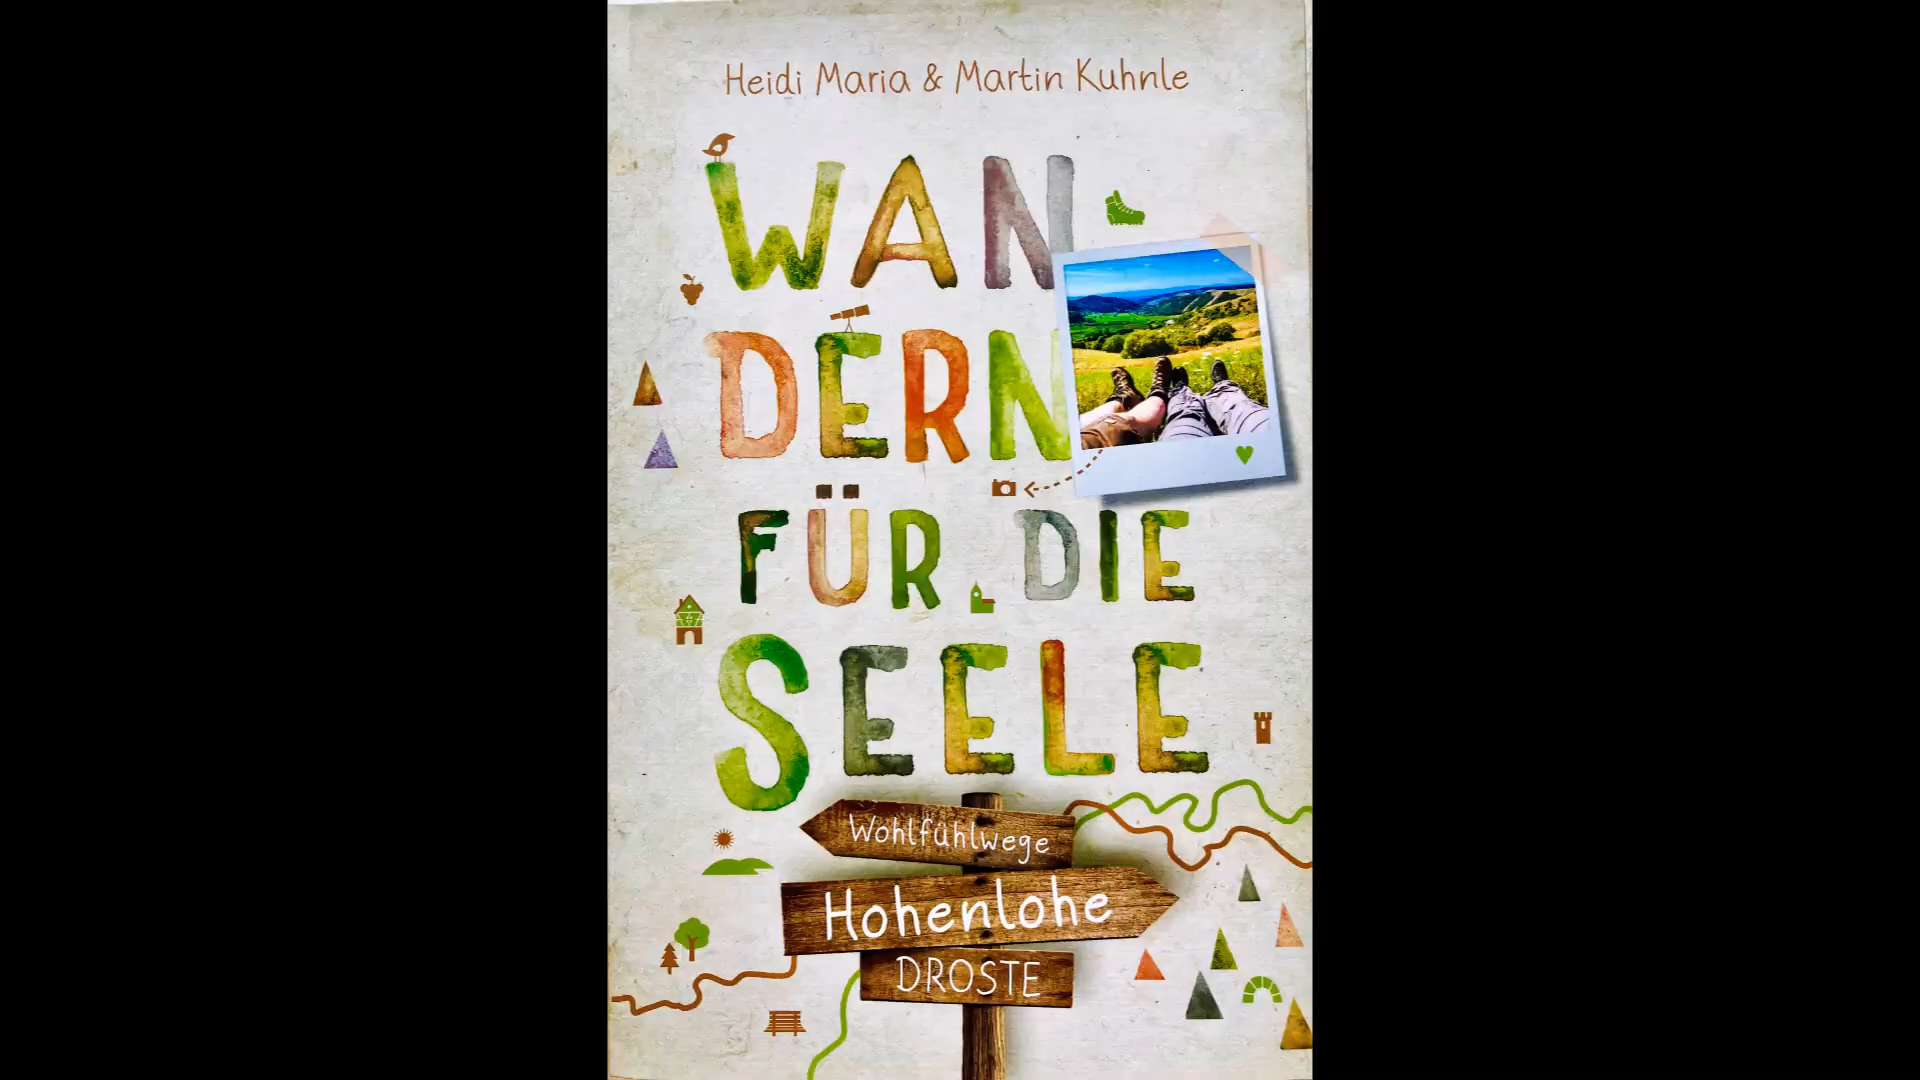 Heidi Maria & Martin Kuhnle
WAN
DERN
FÜR DIE
SEELE
Wohlfühlwege
Hohenlohe
DROSTE